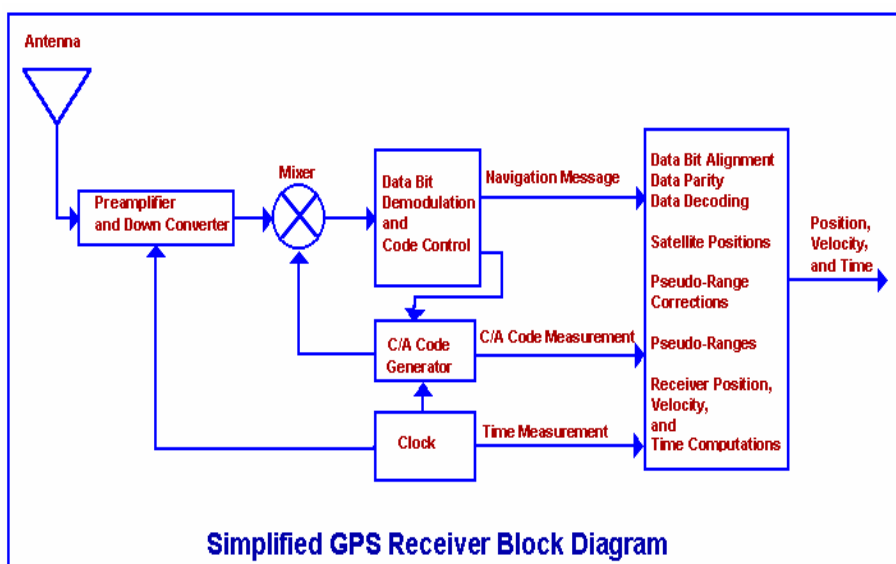 Antenna
Preamplifier
and Down Converter
Mixer
Data Bit
Demodulation
and
Code Control
Navigation Message
C/A Code
Generator
C/A Code Measurement
Clock
Time Measurement
Data Bit Alignment
Data Parity
Data Decoding
Satellite Positions
Pseudo-Range
Corrections
Pseudo-Ranges
Receiver Position,
Velocity,
and
Time Computations
Position,
Velocity,
and Time
Simplified GPS Receiver Block Diagram